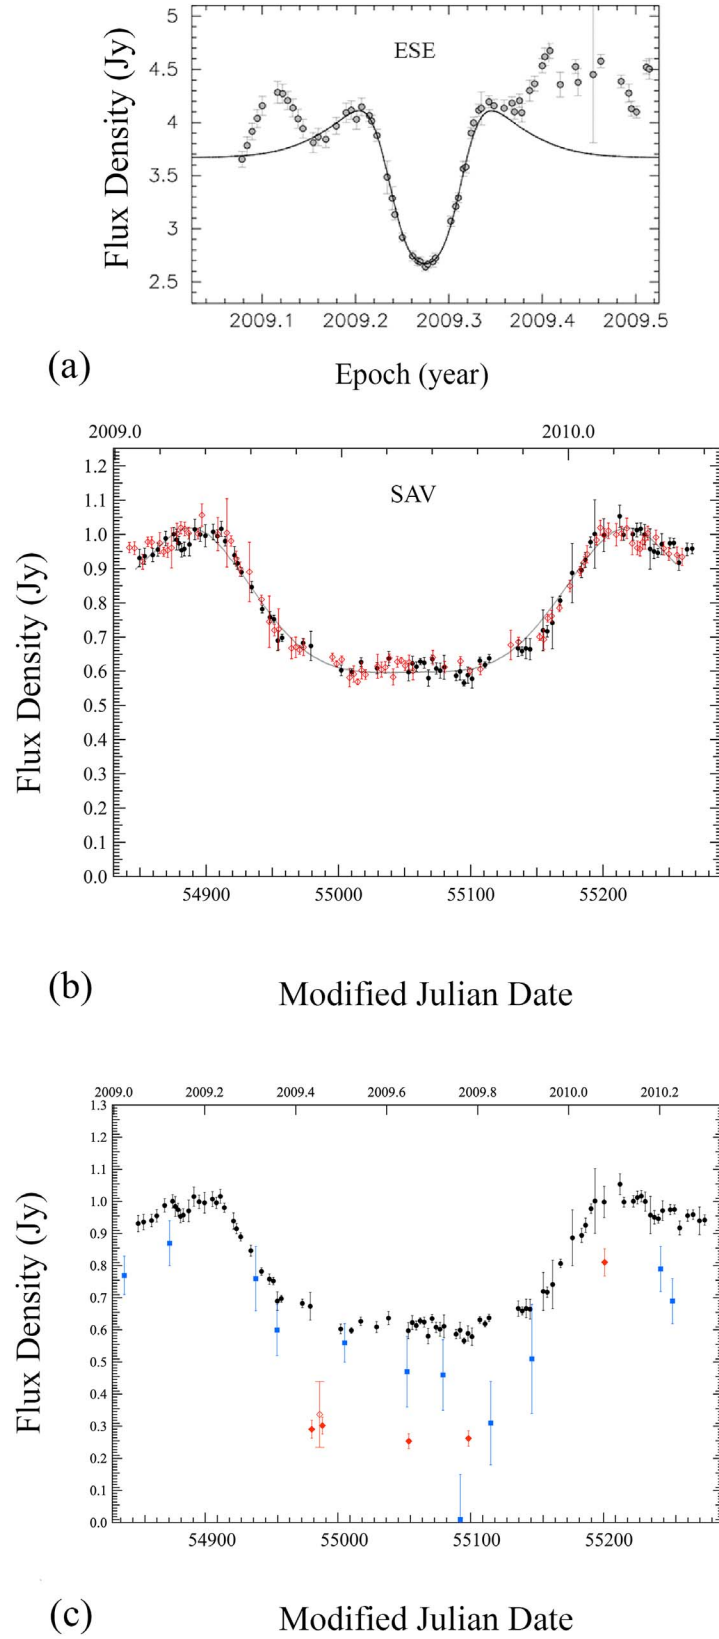 5
4.5
4
3.5
3
2.5
Flux Density (Jy)
ESE
2009.1 2009.2 2009.3 2009.4 2009.5
(a)
Epoch (year)
2009.0 2010.0
1.2
1.1
1.0
0.9
0.8
0.7
0.6
0.5
0.4
0.3
0.2
0.1
0.0
Flux Density (Jy)
SAV
54900 55000 55100 55200
(b)
Modified Julian Date
2009.0 2009.2 2009.4 2009.6 2009.8 2010.0 2010.2
1.3
1.2
1.1
1.0
0.9
0.8
0.7
0.6
0.5
0.4
0.3
0.2
0.1
0.0
Flux Density (Jy)
54900 55000 55100 55200
(c)
Modified Julian Date